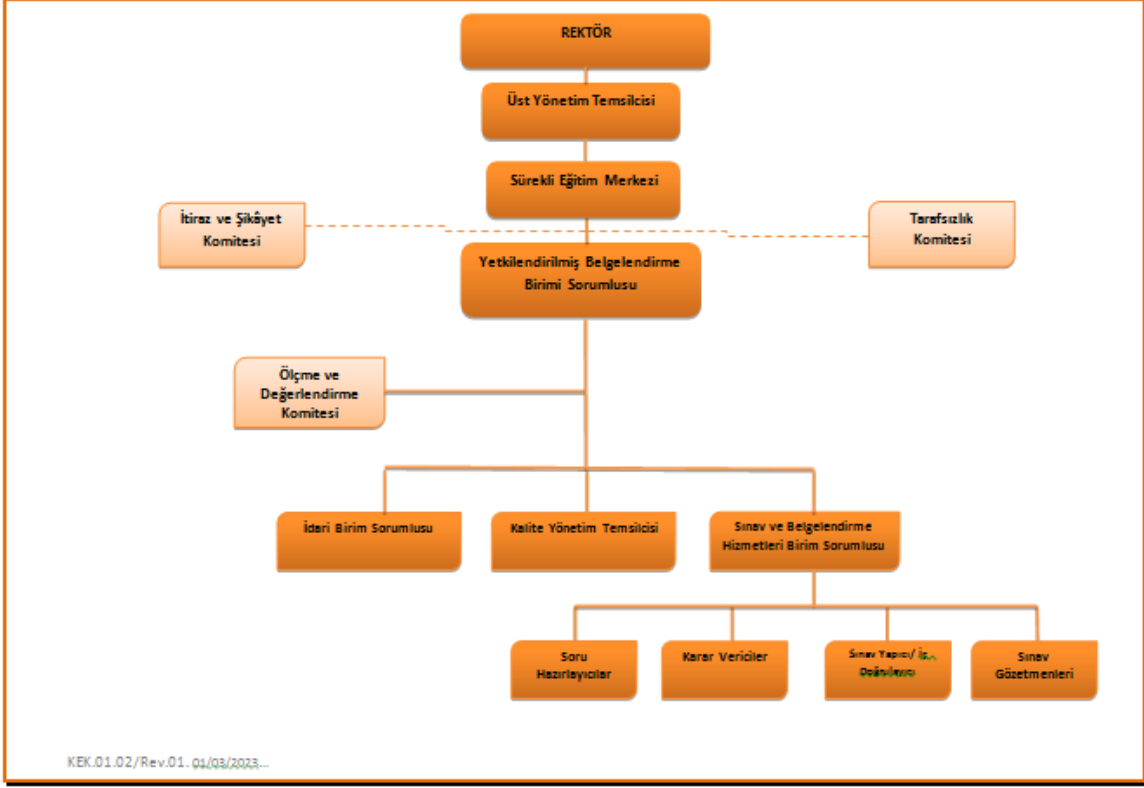 REKTÖR
Üst Yönetim Temsilcisi
Sürekli Eğitim Merkezi
İtiraz ve Şikâyet
Komitesi
Tarafsızlık
Komitesi
Yetkilendirilmiş Belgelendirme
Birimi Sorumlusu
Ölçme ve
Değerlendirme
Komitesi
İdari Birim Sorumlusu
Kalite Yönetim Temsilcisi
Sınav ve Belgelendirme
Hizmetleri Birim Sorumlusu
Soru
Hazırlayıcılar
Karar Vericiler
Sınav Yapıcı/ İç
Doğrulayıcı
Sınav
Gözetmenleri
KEK.01.02/Rev.01. 01/03/2023...